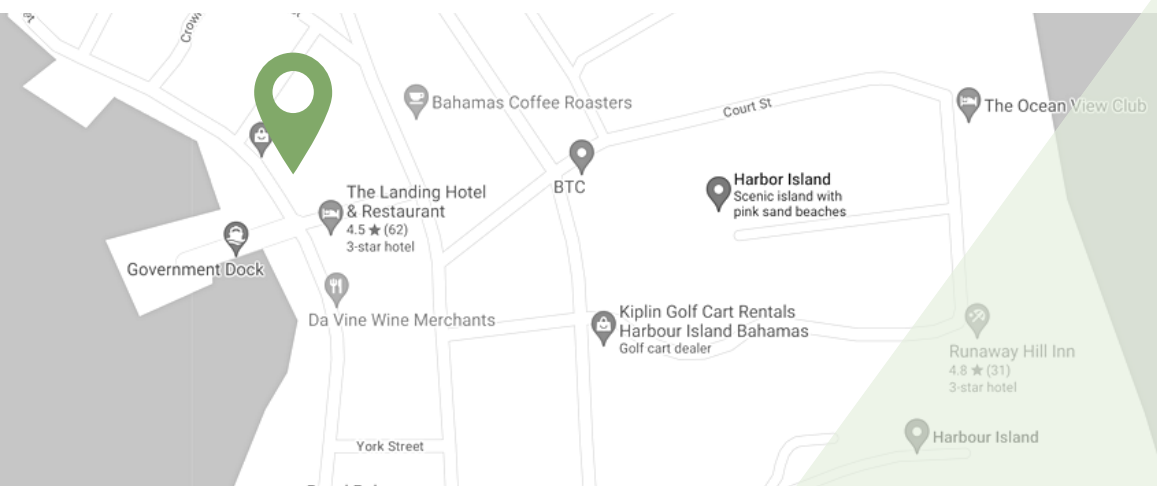 Bahamas Coffee Roasters
Court St
The Ocean View Club
BTC
Harbor Island
Scenic island with
pink sand beaches
The Landing Hotel
& Restaurant
4.5 ★ (62)
3-star hotel
Government Dock
Da Vine Wine Merchants
Kiplin Golf Cart Rentals
Harbour Island Bahamas
Golf cart dealer
Runaway Hill Inn
4.8 ★ (31)
3-star hotel
Harbour Island
York Street